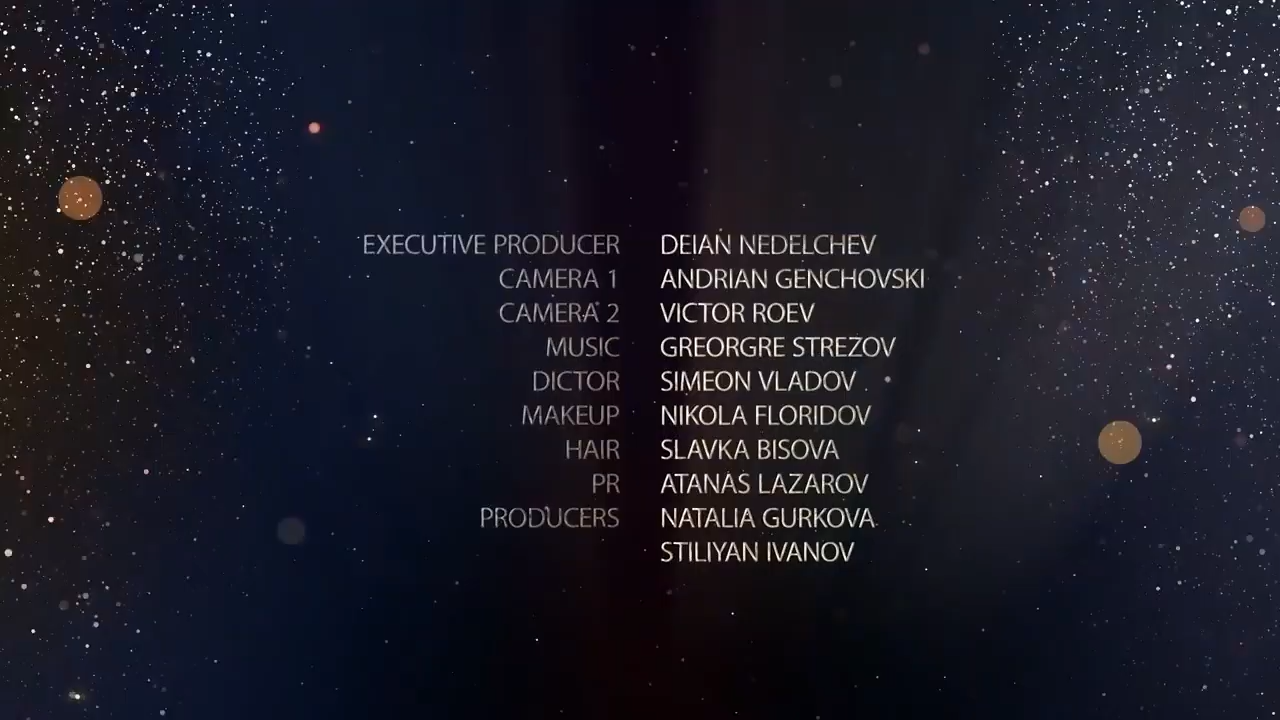 EXECUTIVE PRODUCER DEIAN NEDELCHEV
CAMERA 1 ANDRIAN GENCHOVSKI
CAMERA 2 VICTOR ROEV
MUSIC GREORGRE STREZOV
DICTOR SIMEON VLADOV
MAKEUP NIKOLA FLORIDOV
HAIR SLAVKA BISOVA
PR ATANAS LAZAROV
PRODUCERS NATALIA GURKOVA
STILIYAN IVANOV